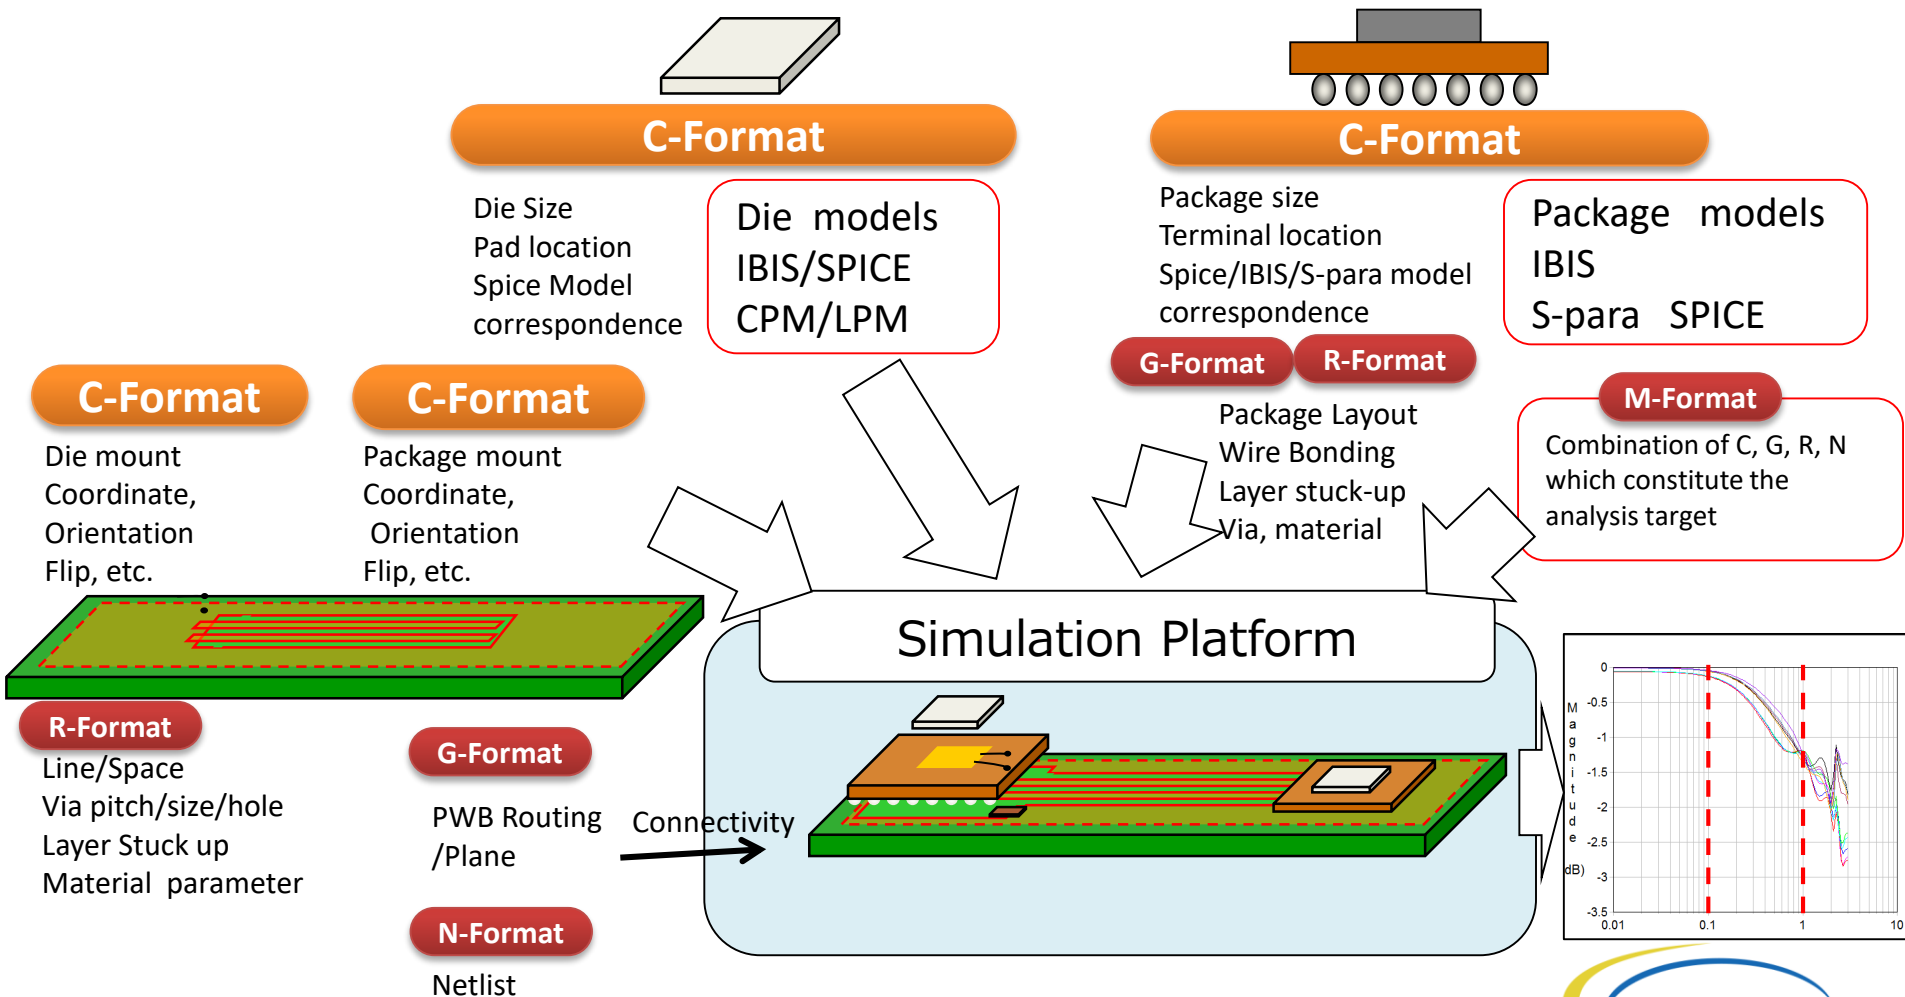 C-Format
Die Size
Pad location
Spice Model
correspondence
Die models
IBIS/SPICE
CPM/LPM
C-Format
Package size
Terminal location
Spice/IBIS/S-para model
correspondence
Package models
IBIS
S-para SPICE
G-Format
R-Format
Package Layout
Wire Bonding
Layer stuck-up
Via, material
M-Format
Combination of C, G, R, N
which constitute the
analysis target
C-Format
Die mount
Coordinate,
Orientation
Flip, etc.
C-Format
Package mount
Coordinate,
Orientation
Flip, etc.
Simulation Platform
R-Format
Line/Space
Via pitch/size/hole
Layer Stuck up
Material parameter
G-Format
PWB Routing
/Plane
Connectivity
N-Format
Netlist
Magnitude
dB)
0
-0.5
-1
-1.5
-2
-2.5
-3
-3.5
0.01
0.1
1
10